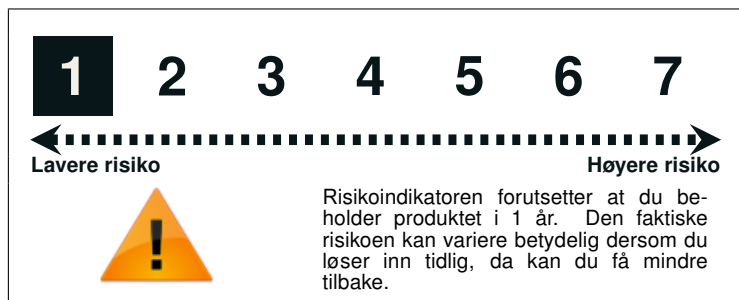 1 2 3 4 5 6 7
Lavere risiko Høyere risiko
!
Risikoindikatoren forutsetter at du be-
holder produktet i 1 år. Den faktiske
risikoen kan variere betydelig dersom du
løser inn tidlig, da kan du få mindre
tilbake.